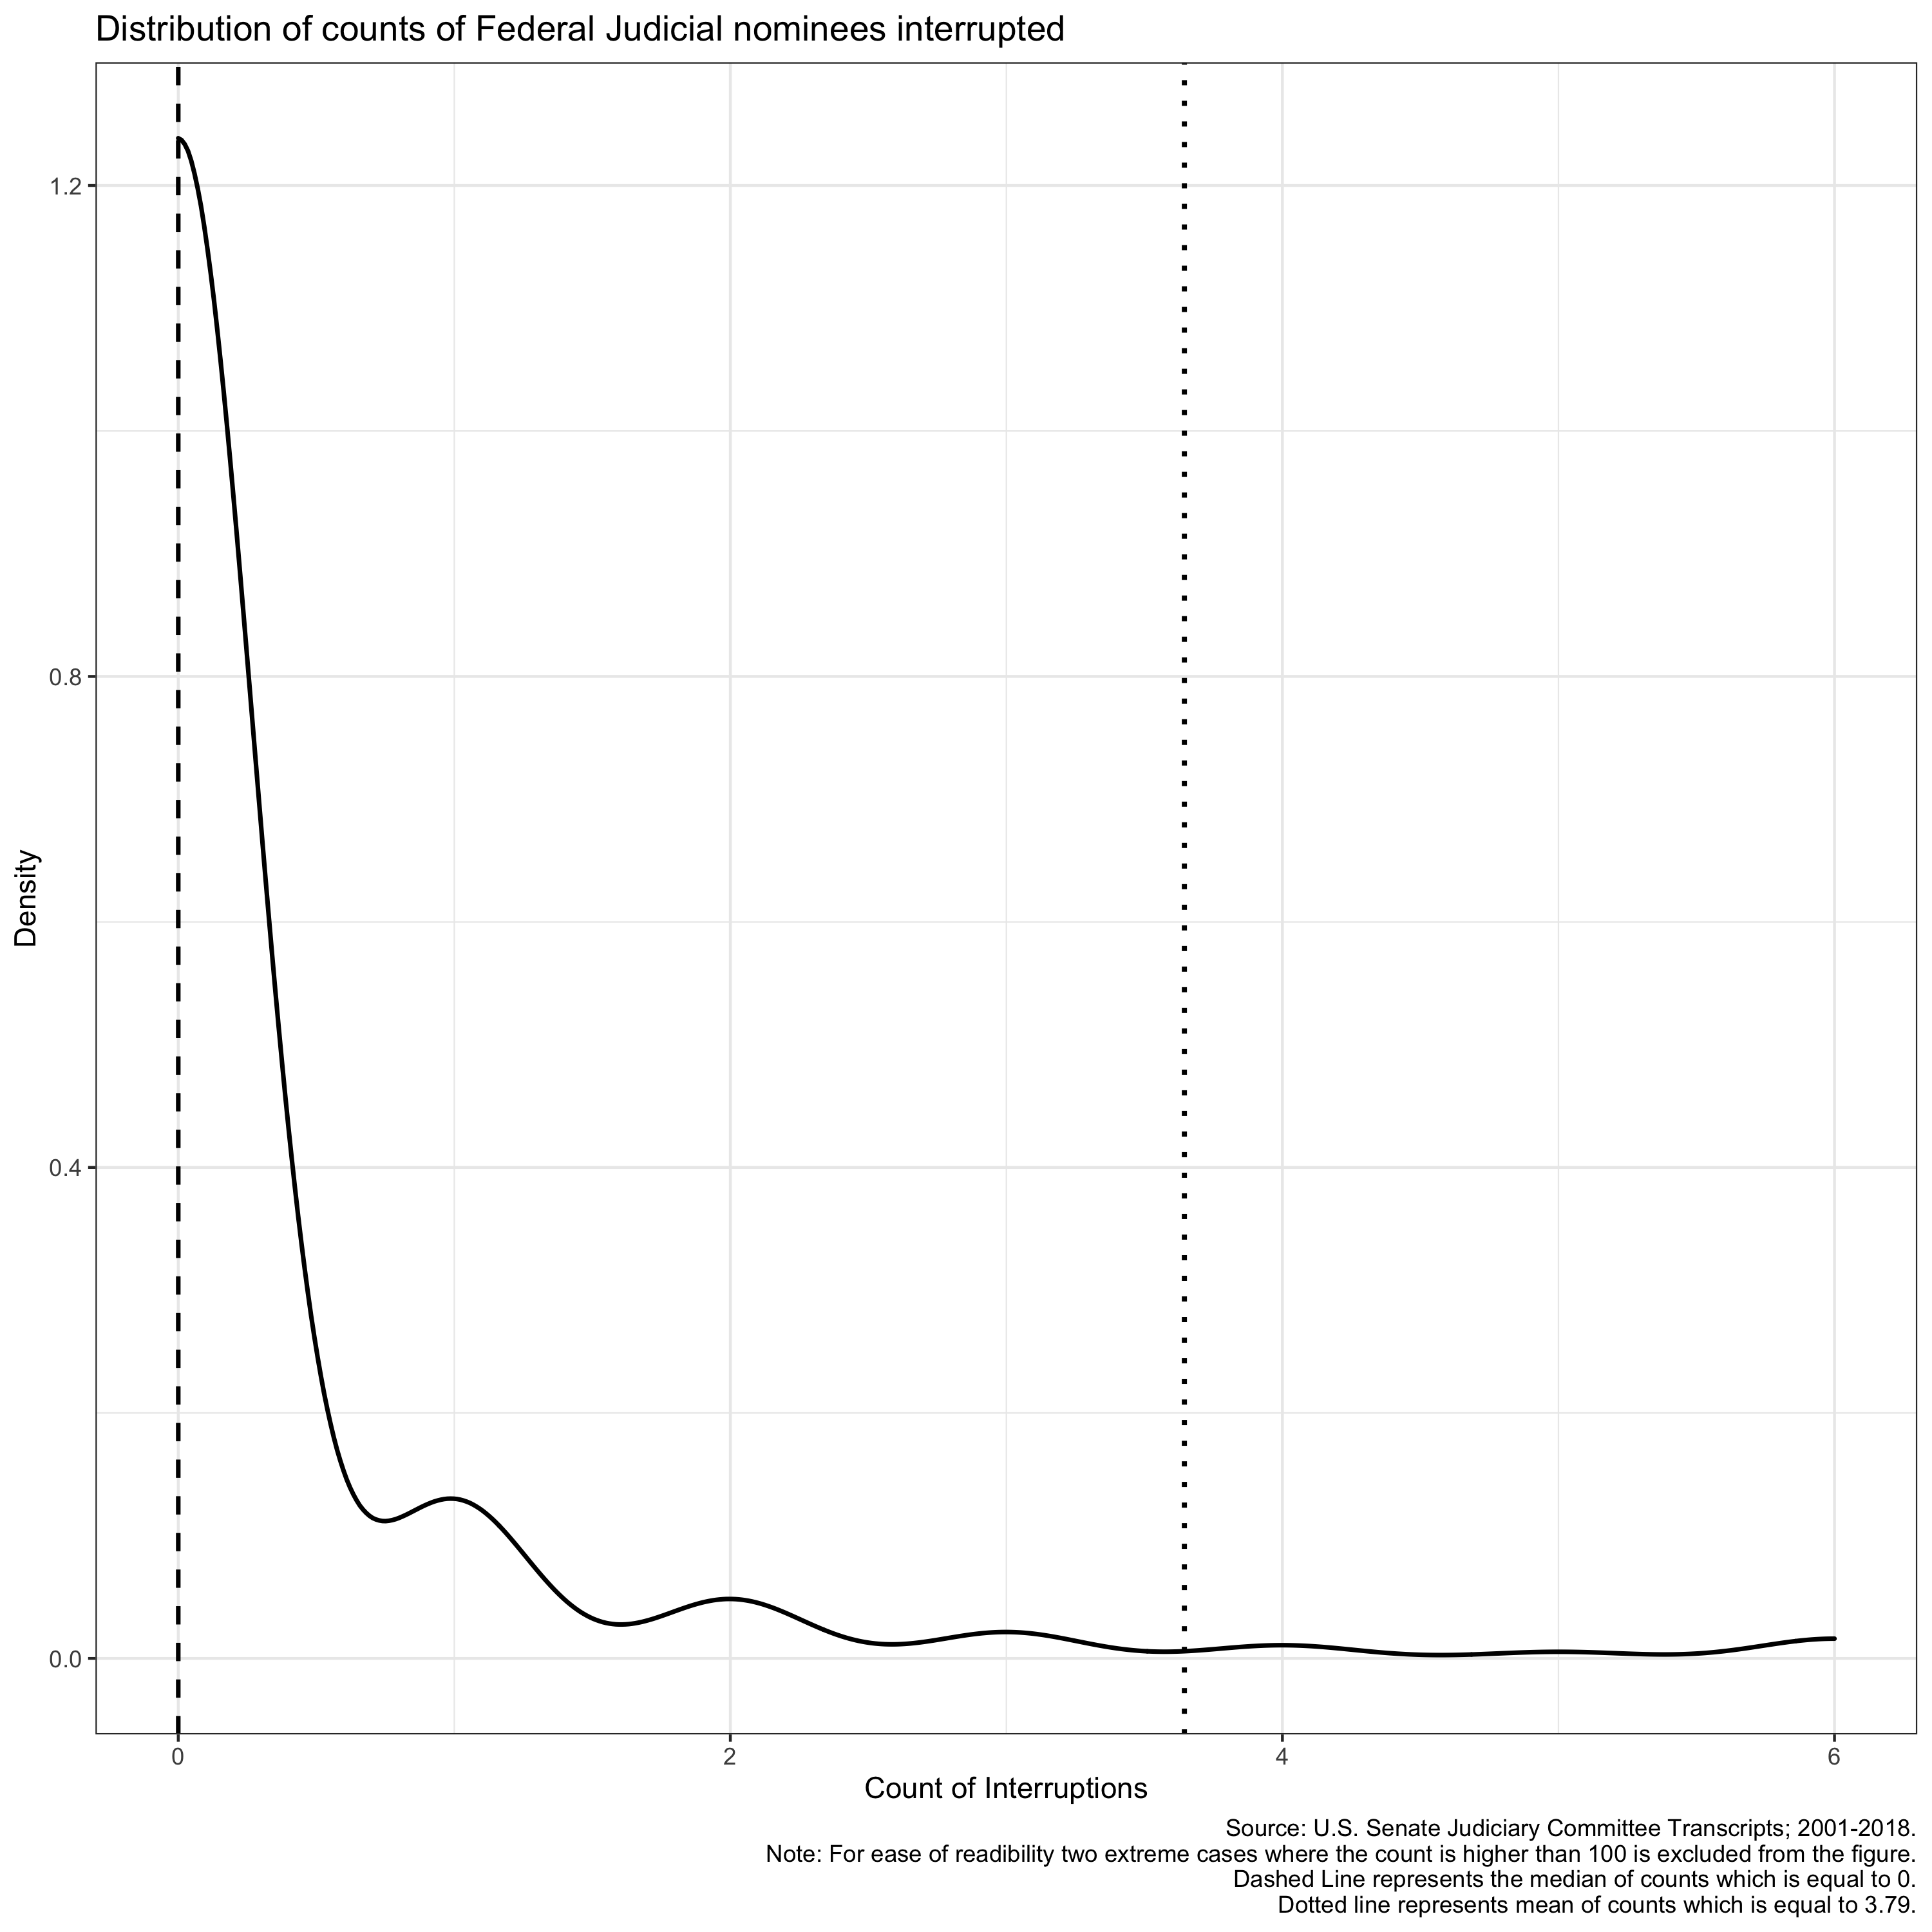 Distribution of counts of Federal Judicial nominees interrupted
1.2
0.8
0.4
0.0
Density
0 2 4 6
Count of Interruptions
Source: U.S. Senate Judiciary Committee Transcripts; 2001-2018.
Note: For ease of readibility two extreme cases where the count is higher than 100 is excluded from the figure.
Dashed Line represents the median of counts which is equal to 0.
Dotted line represents mean of counts which is equal to 3.79.